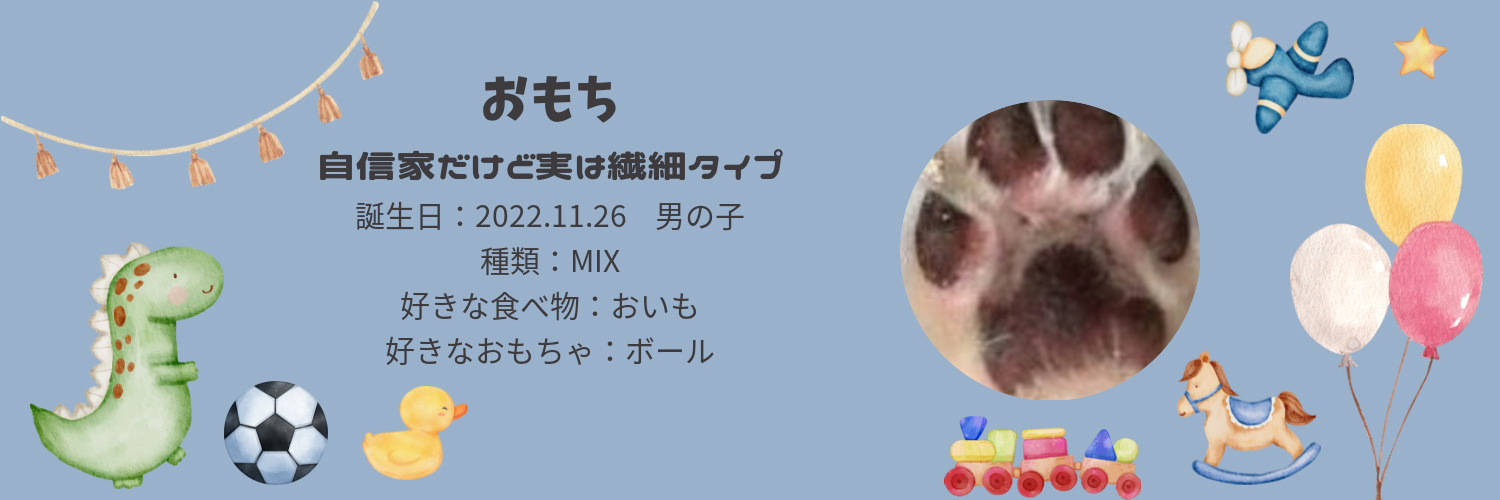 おもち
自信家だけど実は繊細タイプ
誕生日：2022.11.26　男の子
種類：MIX
好きな食べ物：おいも
好きなおもちゃ：ボール